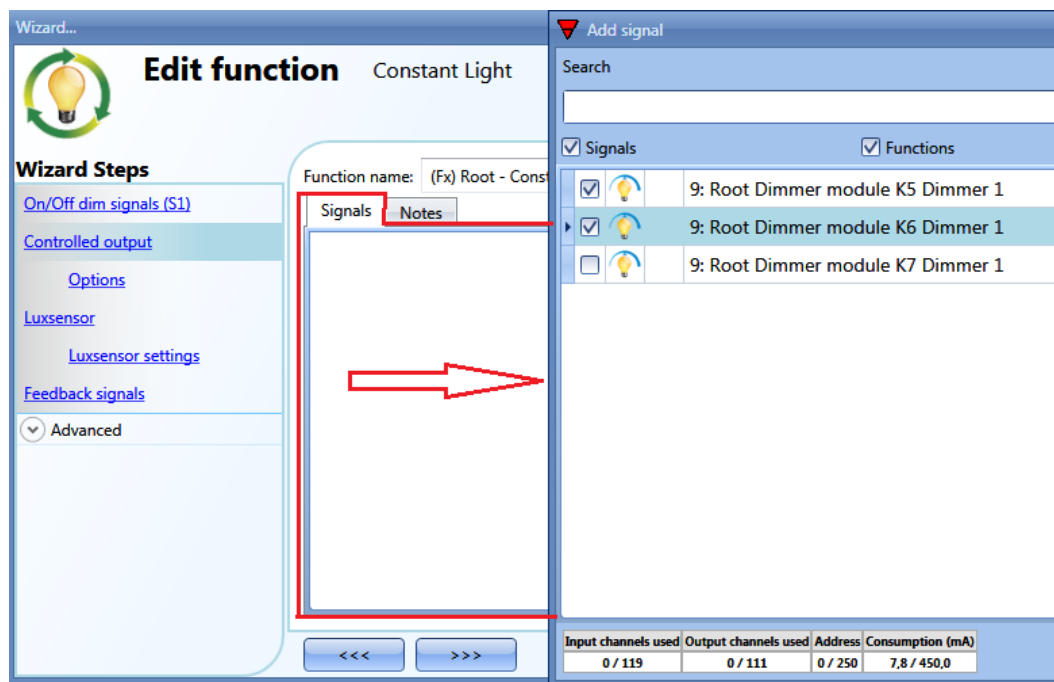 Wizard...
Edit function Constant Light
Wizard Steps
On/Off dim signals (S1)
Controlled output
Options
Luxsensor
Luxsensor settings
Feedback signals
Advanced
Function name: (Fx) Root - Const
Signals Notes
<<< >>>
Add signal
Search
Signals Functions
9: Root Dimmer module K5 Dimmer 1
9: Root Dimmer module K6 Dimmer 1
9: Root Dimmer module K7 Dimmer 1
Input channels used Output channels used Address Consumption (mA)
0 / 119 0 / 111 0 / 250 7,8 / 450,0